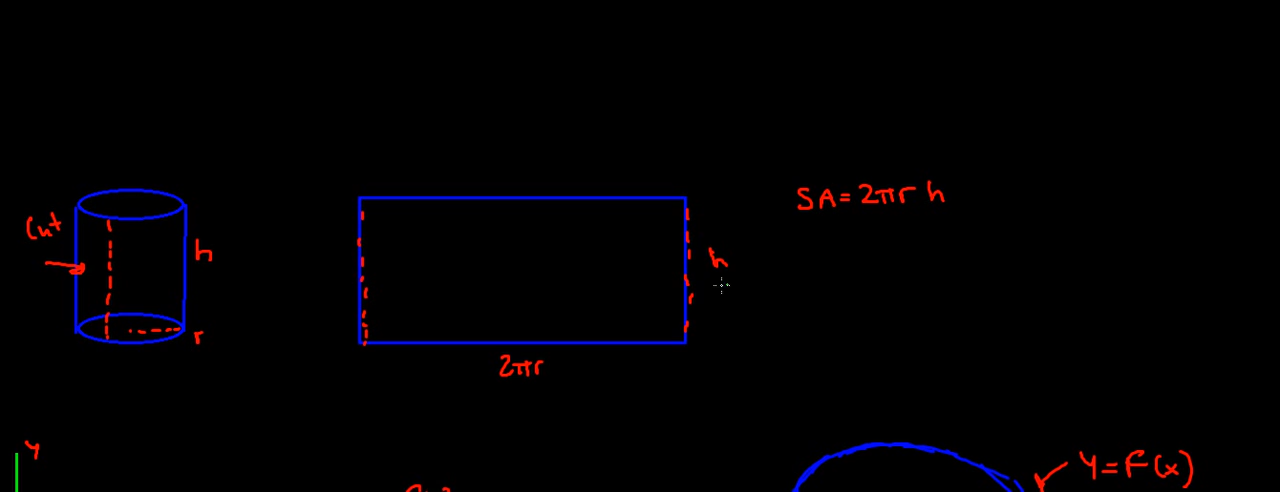 Cut
h
r
2πr
h
SA = 2πr h
y
y = F(x)